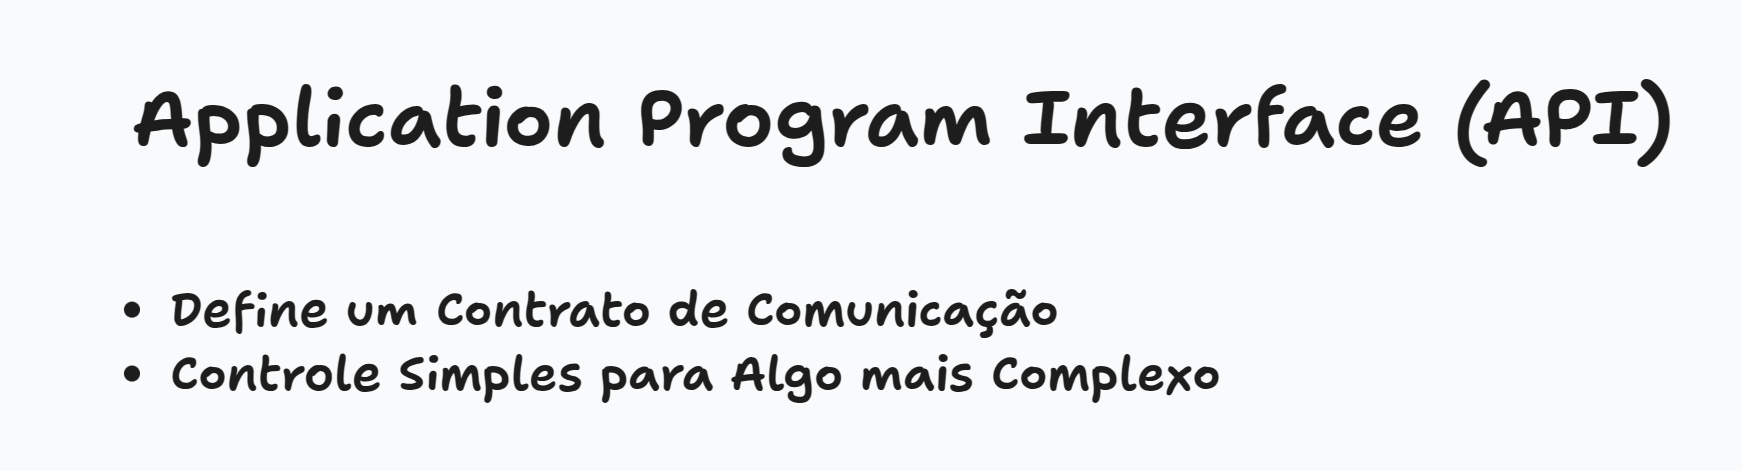 Application Program Interface (API)
• Define um Contrato de Comunicação
• Controle Simples para Algo mais Complexo